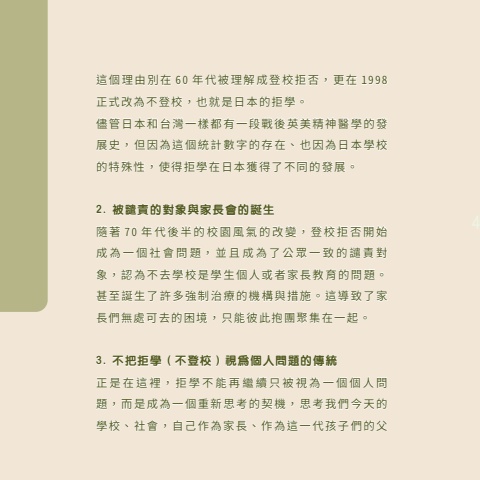 這個理由別在 60 年代被理解成登校拒否，更在 1998
正式改為不登校，也就是日本的拒學。
儘管日本和台灣一樣都有一段戰後英美精神醫學的發
展史，但因為這個統計數字的存在、也因為日本學校
的特殊性，使得拒學在日本獲得了不同的發展。
2. 被譴責的對象與家長會的誕生
隨著 70 年代後半的校園風氣的改變，登校拒否開始
成為一個社會問題，並且成為了公眾一致的譴責對
象，認為不去學校是學生個人或者家長教育的問題。
甚至誕生了許多強制治療的機構與措施。這導致了家
長們無處可去的困境，只能彼此抱團聚集在一起。
3. 不把拒學（不登校）視為個人問題的傳統
正是在這裡，拒學不能再繼續只被視為一個個人問
題，而是成為一個重新思考的契機，思考我們今天的
學校、社會，自己作為家長、作為這一代孩子們的父